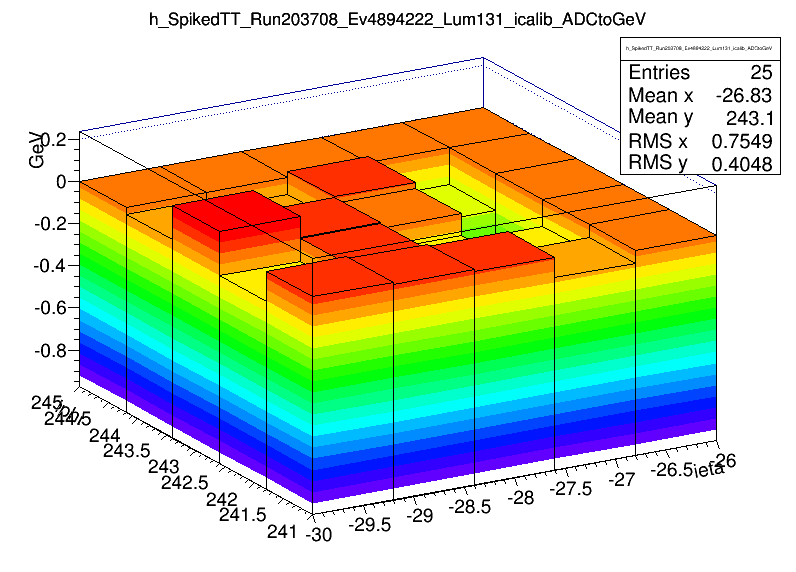 h_SpikedTT_Run203708_Ev4894222_Lum131_icalib_ADCtoGeV
h_SpikedTT_Run203708_Ev4894222_Lum131_icalib_ADCtoGeV
Entries 25
Mean x -26.83
Mean y 243.1
RMS x 0.7549
RMS y 0.4048
GeV
0.2
0
-0.2
-0.4
-0.6
-0.8
245
244.5
244
243.5
243
242.5
242
241.5
241
-30
-29.5
-29
-28.5
-28
-27.5
-27
-26.5
-26
ieta